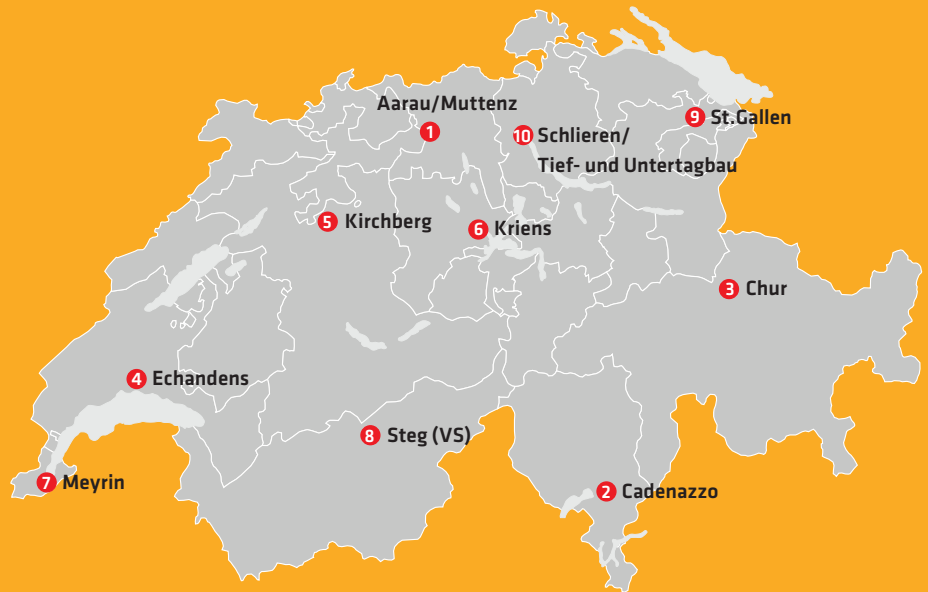 Aarau/Muttenz
1
9 St.Gallen
10 Schlieren/
Tief- und Untertagbau
5 Kirchberg
6 Kriens
3 Chur
4 Echandens
8 Steg (VS)
7 Meyrin
2 Cadenazzo